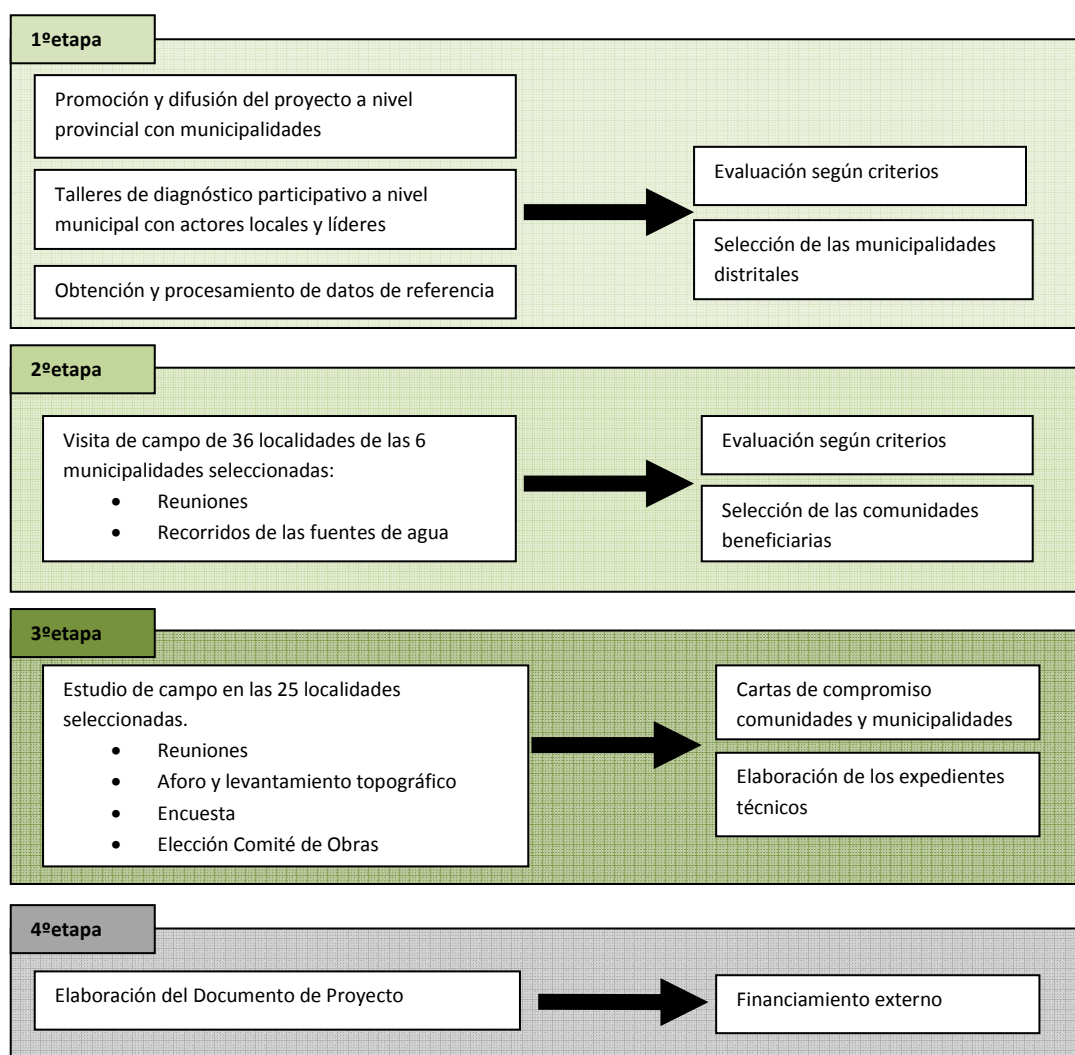 1ºetapa
Promoción y difusión del proyecto a nivel
provincial con municipalidades
Talleres de diagnóstico participativo a nivel
municipal con actores locales y líderes
Obtención y procesamiento de datos de referencia
Evaluación según criterios
Selección de las municipalidades
distritales
2ºetapa
Visita de campo de 36 localidades de las 6
municipalidades seleccionadas:
• Reuniones
• Recorridos de las fuentes de agua
Evaluación según criterios
Selección de las comunidades
beneficiarias
3ºetapa
Estudio de campo en las 25 localidades
seleccionadas.
• Reuniones
• Aforo y levantamiento topográfico
• Encuesta
• Elección Comité de Obras
Cartas de compromiso
comunidades y municipalidades
Elaboración de los expedientes
técnicos
4ºetapa
Elaboración del Documento de Proyecto
Financiamiento externo